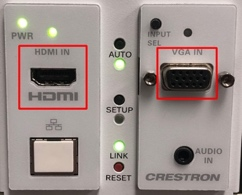 PWR
HDMI IN
HDMI
AUTO
SETUP
LINK
RESET
INPUT
SEL
VGA IN
AUDIO
IN
CRESTRON